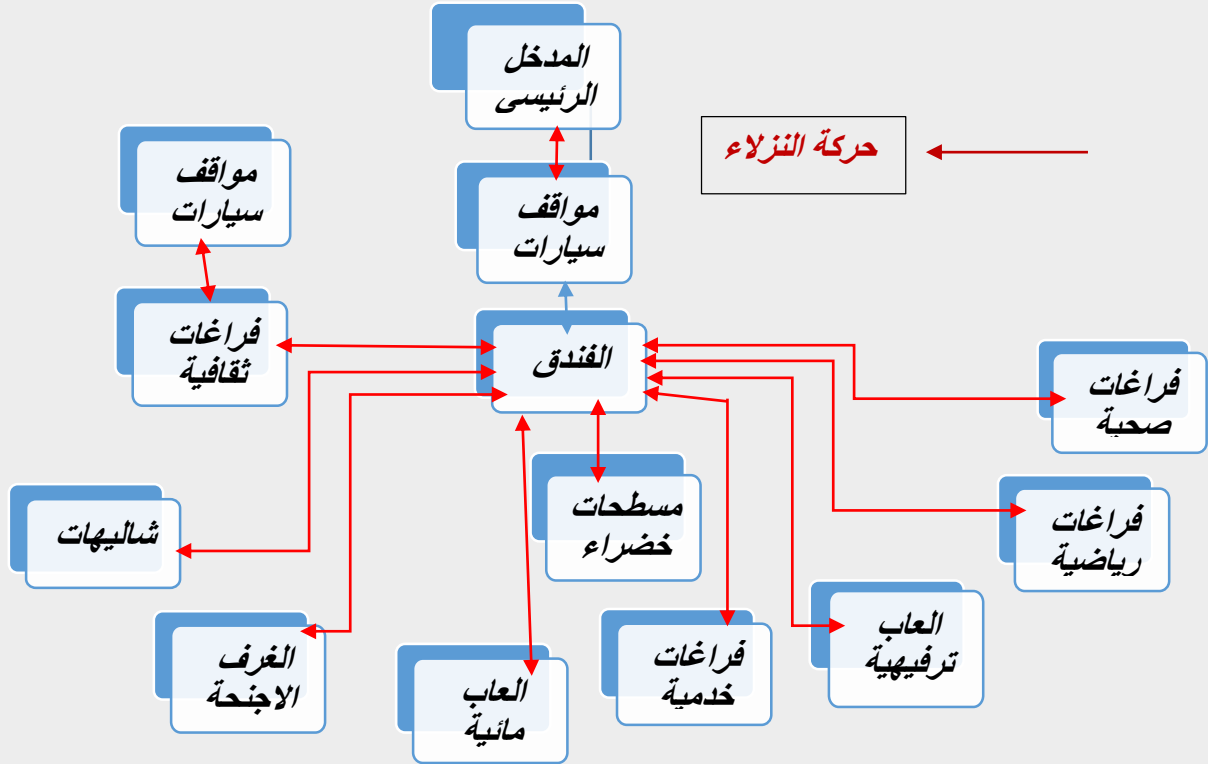 المدخل
الرئيسى
حركة النزلاء
مواقف
سيارات
مواقف
سيارات
فراغات
ثقافية
الفندق
فراغات
صحية
شاليهات
مسطحات
خضراء
فراغات
رياضية
الغرف
الاجنحة
العاب
مائية
فراغات
خدمية
العاب
ترفيهية